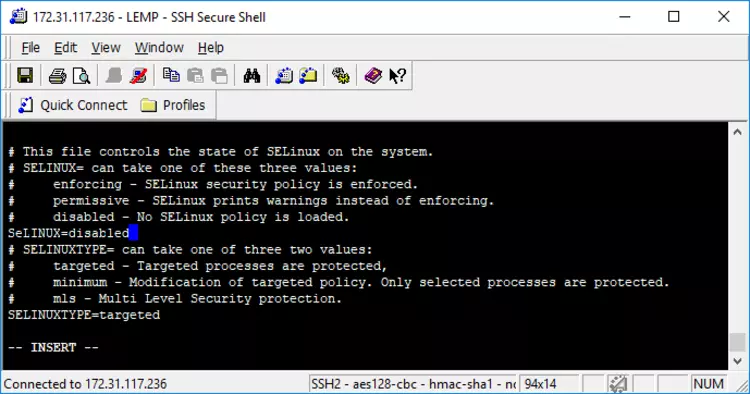 172.31.117.236 - LEMP - SSH Secure Shell
File Edit View Window Help
Quick Connect Profiles
# This file controls the state of SELinux on the system.
# SELINUX= can take one of these three values:
#     enforcing - SELinux security policy is enforced.
#     permissive - SELinux prints warnings instead of enforcing.
#     disabled - No SELinux policy is loaded.
SeLINUX=disabled
# SELINUXTYPE= can take one of three two values:
#     targeted - Targeted processes are protected,
#     minimum - Modification of targeted policy. Only selected processes are protected.
#     mls - Multi Level Security protection.
SELINUXTYPE=targeted
-- INSERT --
Connected to 172.31.117.236 SSH2 - aes128-cbc - hmac-sha1 - no 94x14 NUM